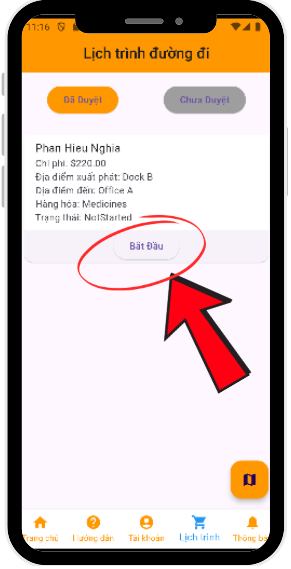 11:16
Lịch trình đường đi
Đã Duyệt
Chưa Duyệt
Phan Hieu Nghia
Chi phí: $220.00
Địa điểm xuất phát: Dock B
Địa điểm đến: Office A
Hàng hóa: Medicines
Trạng thái: NotStarted
Bắt Đầu
Trang chủ
Hướng dẫn
Tài khoản
Lịch trình
Thông bá